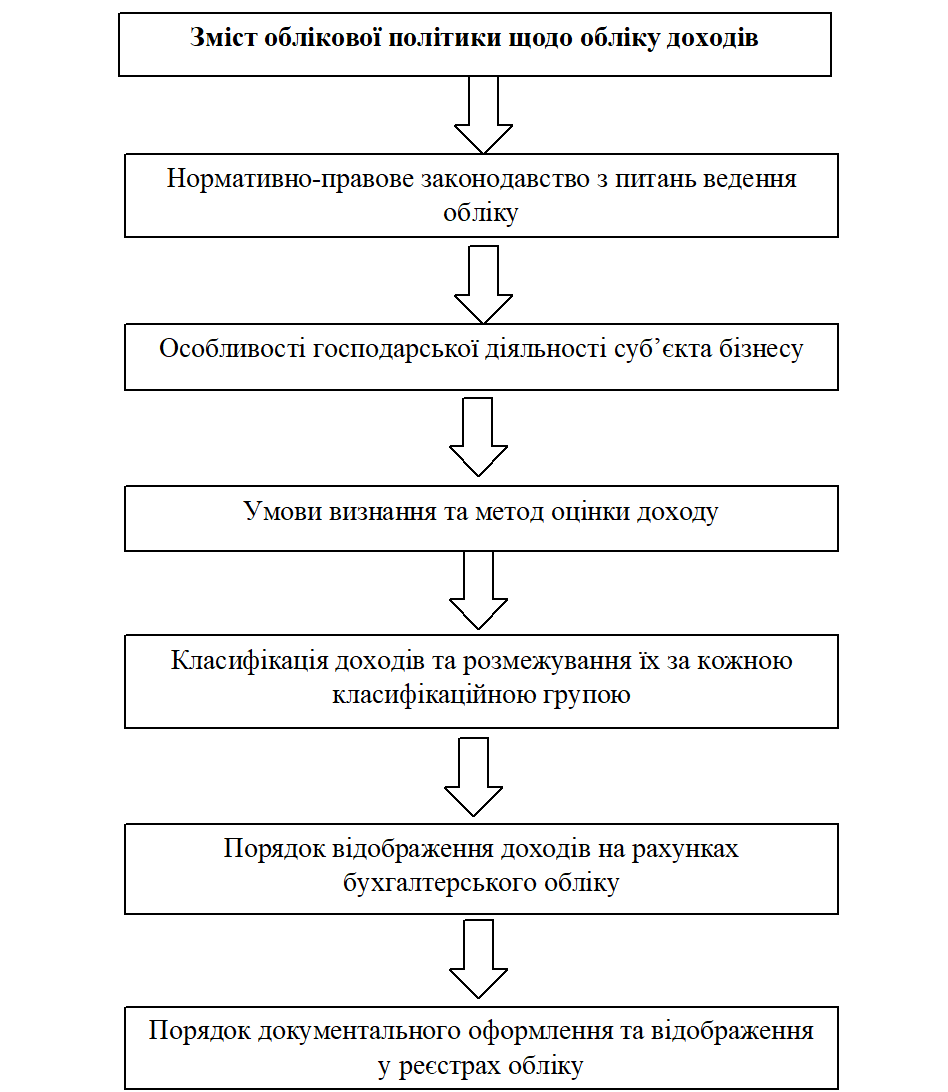 Зміст облікової політики щодо обліку доходів
Нормативно-правове законодавство з питань ведення
обліку
Особливості господарської діяльності суб’єкта бізнесу
Умови визнання та метод оцінки доходу
Класифікація доходів та розмежування їх за кожною
класифікаційною групою
Порядок відображення доходів на рахунках
бухгалтерського обліку
Порядок документального оформлення та відображення
у реєстрах обліку